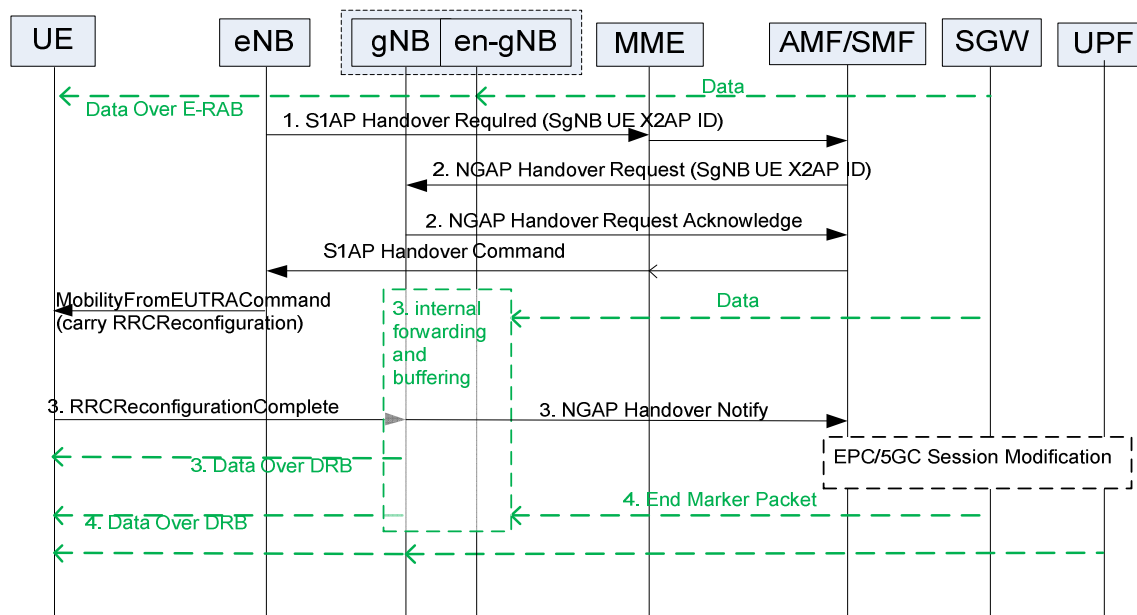 UE
eNB
gNB
en-gNB
MME
AMF/SMF
SGW
UPF
Data
Data Over E-RAB
1. S1AP Handover Required (SgNB UE X2AP ID)
2. NGAP Handover Request (SgNB UE X2AP ID)
2. NGAP Handover Request Acknowledge
S1AP Handover Command
MobilityFromEUTRACommand
(carry RRCReconfiguration)
3. internal
forwarding
and
buffering
Data
3. RRCReconfigurationComplete
3. NGAP Handover Notify
EPC/5GC Session Modification
3. Data Over DRB
4. End Marker Packet
4. Data Over DRB